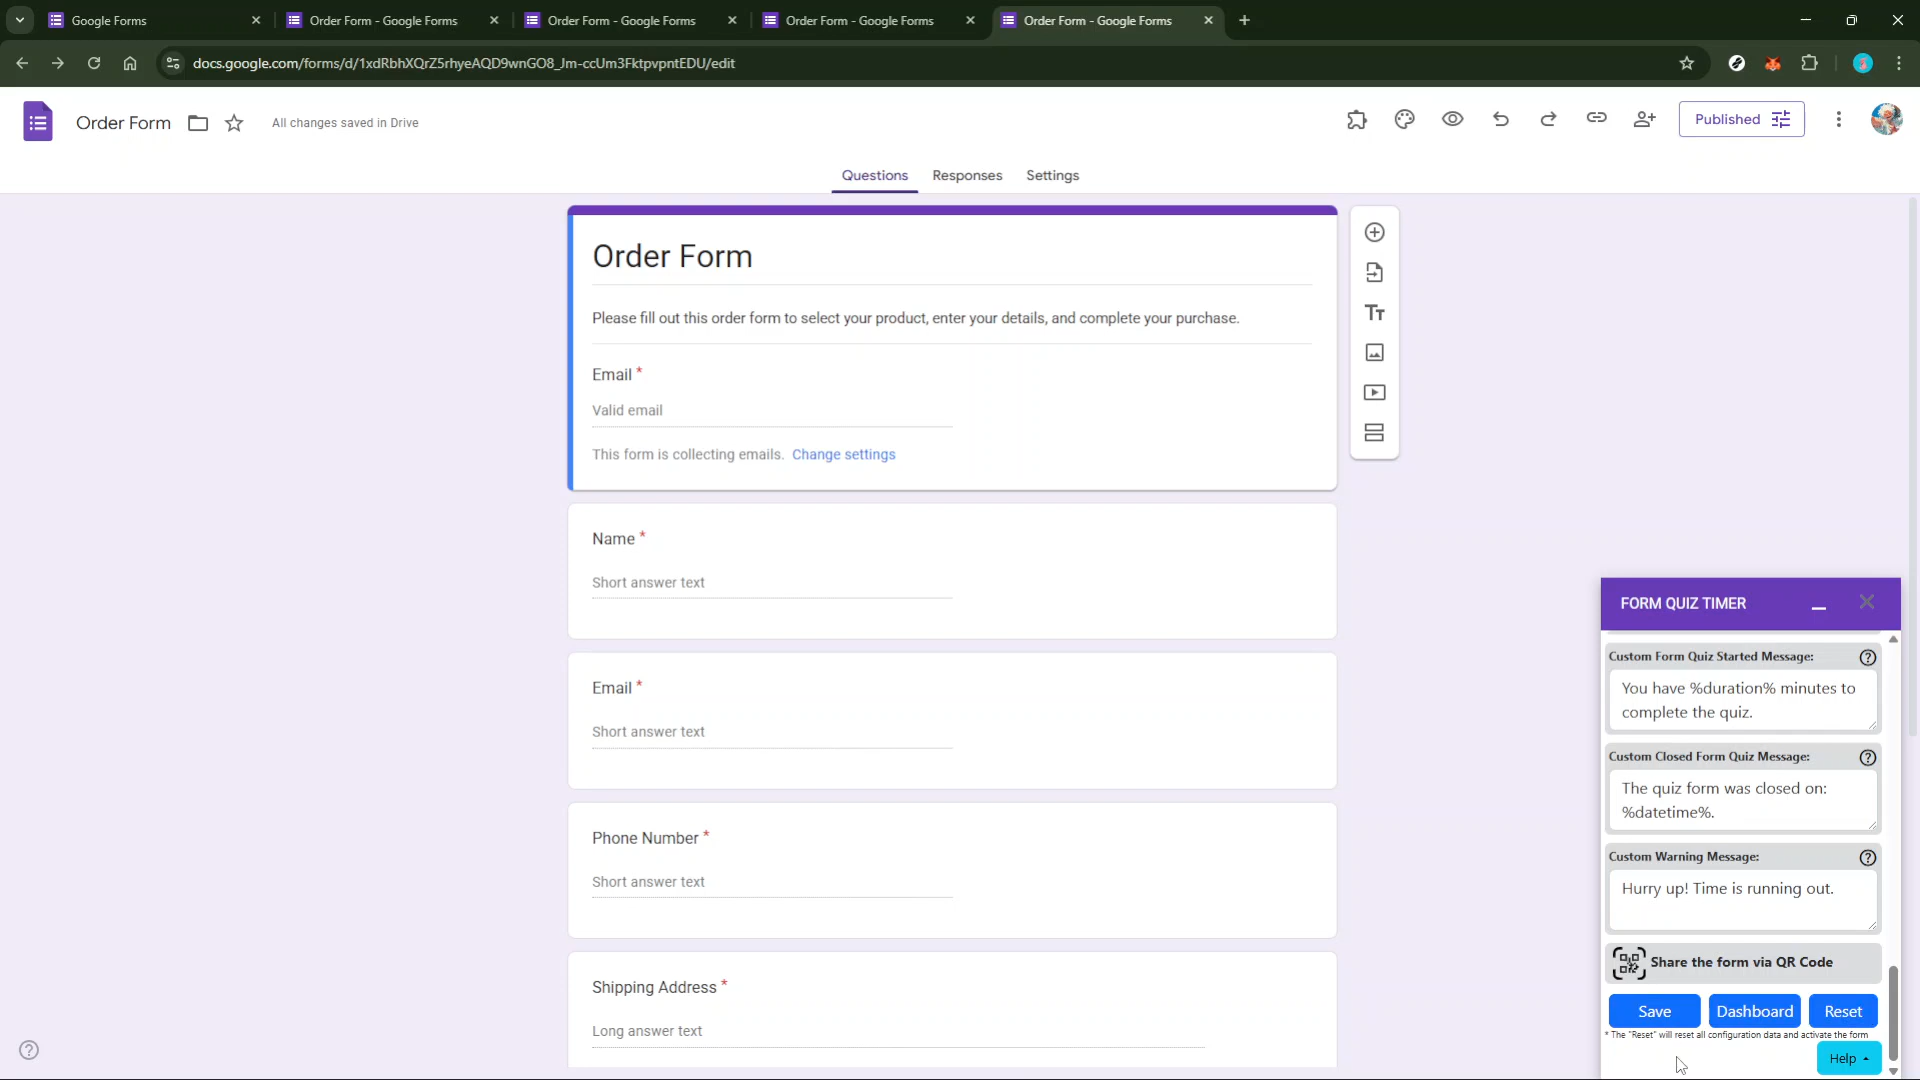 Google Forms
Order Form - Google Forms
Order Form - Google Forms
Order Form - Google Forms
Order Form - Google Forms
docs.google.com/forms/d/1xdRbhXQrZ5rhyeAQD9wnGO8_Jm-ccUm3FktpvpntEDU/edit
Order Form
All changes saved in Drive
Published
Questions
Responses
Settings
Order Form
Please fill out this order form to select your product, enter your details, and complete your purchase.
Email *
Valid email
This form is collecting emails. Change settings
Name *
Short answer text
Email *
Short answer text
Phone Number *
Short answer text
Shipping Address *
Long answer text
Tт
FORM QUIZ TIMER
Custom Form Quiz Started Message:
You have %duration% minutes to
complete the quiz.
Custom Closed Form Quiz Message:
The quiz form was closed on:
%datetime%.
Custom Warning Message:
Hurry up! Time is running out.
Share the form via QR Code
Save
Dashboard
Reset
* The "Reset" will reset all configuration data and activate the form
Help